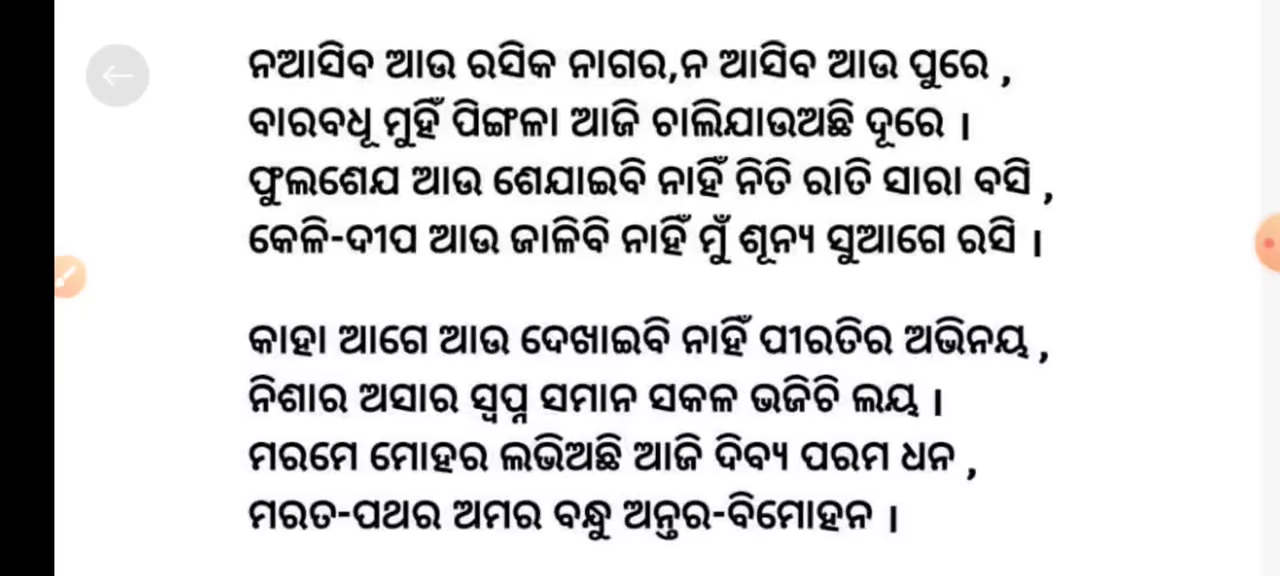 ନଆସିବ ଆଉ ରସିକ ନାଗର,ନ ଆସିବ ଆଉ ପୁରେ ,
ବାରବଧୂ ମୁହିଁ ପିଙ୍ଗଳା ଆଜି ଚାଲିଯାଉଅଛି ଦୂରେ ।
ଫୁଲଶେଯ ଆଉ ଶେଯାଇବି ନାହିଁ ନିତି ରାତି ସାରା ବସି ,
କେଳି-ଦୀପ ଆଉ ଜାଳିବି ନାହିଁ ମୁଁ ଶୂନ୍ୟ ସୁଆଗେ ରସି ।
କାହା ଆଗେ ଆଉ ଦେଖାଇବି ନାହିଁ ପୀରତିର ଅଭିନୟ ,
ନିଶାର ଅସାର ସ୍ୱପ୍ନ ସମାନ ସକଳ ଭଜିଚି ଲୟ ।
ମରମେ ମୋହର ଲଭିଅଛି ଆଜି ଦିବ୍ୟ ପରମ ଧନ ,
ମରତ-ପଥର ଅମର ବନ୍ଧୁ ଅନ୍ତର-ବିମୋହନ ।